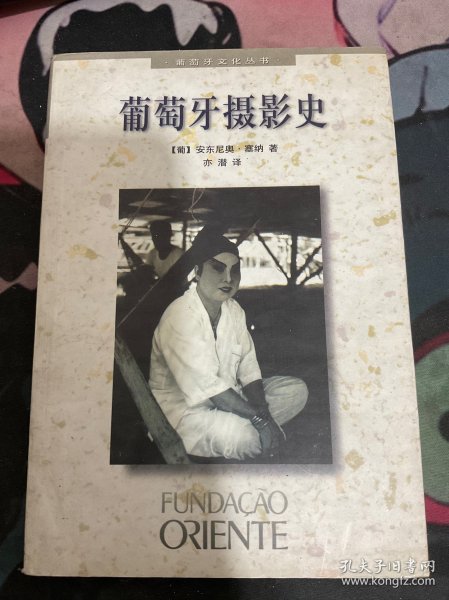 ·葡萄牙文化丛书·
葡萄牙摄影史
【葡】安东尼奥·塞纳 著
亦潜 译
FUNDAÇÃO
ORIENTE
孔夫子旧书网
www.kongfz.com